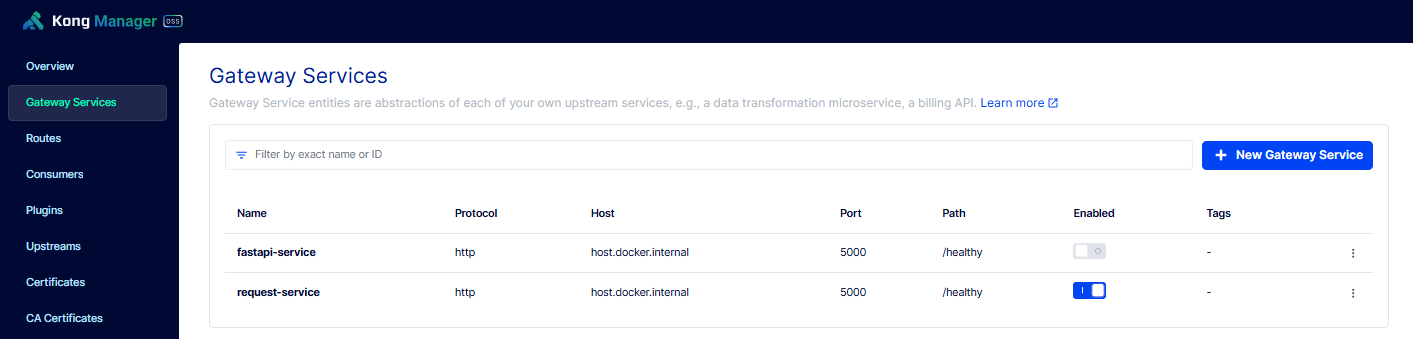 Kong Manager OSS
Overview
Gateway Services
Routes
Consumers
Plugins
Upstreams
Certificates
CA Certificates
Gateway Services
Gateway Service entities are abstractions of each of your own upstream services, e.g., a data transformation microservice, a billing API. Learn more
Filter by exact name or ID
New Gateway Service
Name Protocol Host Port Path Enabled Tags
fastapi-service http host.docker.internal 5000 /healthy -
request-service http host.docker.internal 5000 /healthy -